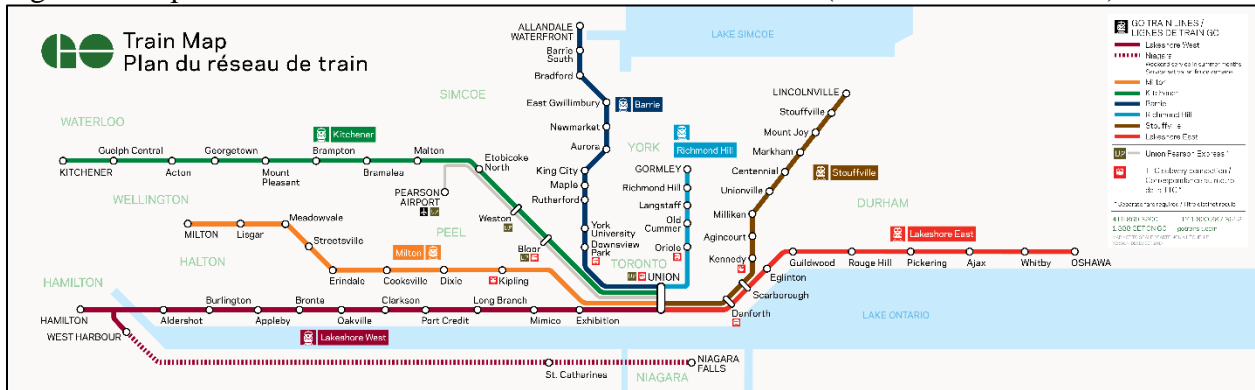 GO
Train Map
Plan du réseau de train
ALLANDALE
WATERFRONT
Barrie
South
Bradford
East Gwillimbury
Newmarket
Aurora
King City
Maple
Rutherford
York
University
Downsview
Park
Barrie
LAKE SIMCOE
SIMCOE
YORK
Richmond Hill
GORMLEY
Richmond Hill
Langstaff
Old
Cummer
Oriole
TORONTO
UP
UNION
LINCOLNVILLE
Stouffville
Mount Joy
Markham
Centennial
Unionville
Milliken
Agincourt
Kennedy
Stouffville
DURHAM
WATERLOO
Kitchener
KITCHENER
Guelph Central
Acton
Georgetown
Mount
Pleasant
Brampton
Bramalea
Malton
Etobicoke
North
WELLINGTON
PEARSON
AIRPORT
UP
Weston
UP
Bloor
UP
PEEL
MILTON
Lisgar
Meadowvale
Streetsville
Milton
Erindale
Cooksville
Dixie
Kipling
HALTON
HAMILTON
HAMILTON
WEST HARBOUR
Aldershot
Burlington
Appleby
Bronte
Oakville
Clarkson
Port Credit
Long Branch
Mimico
Exhibition
Lakeshore West
Danforth
Scarborough
Eglinton
Guildwood
Rouge Hill
Pickering
Ajax
Whitby
OSHAWA
Lakeshore East
LAKE ONTARIO
St. Catharines
NIAGARA
FALLS
NIAGARA
GO TRAIN LINES /
LIGNES DE TRAIN GO
Lakeshore West
Niagara
Milton
Kitchener
Barrie
Richmond Hill
Stouffville
Lakeshore East
UP
Union Pearson Express *